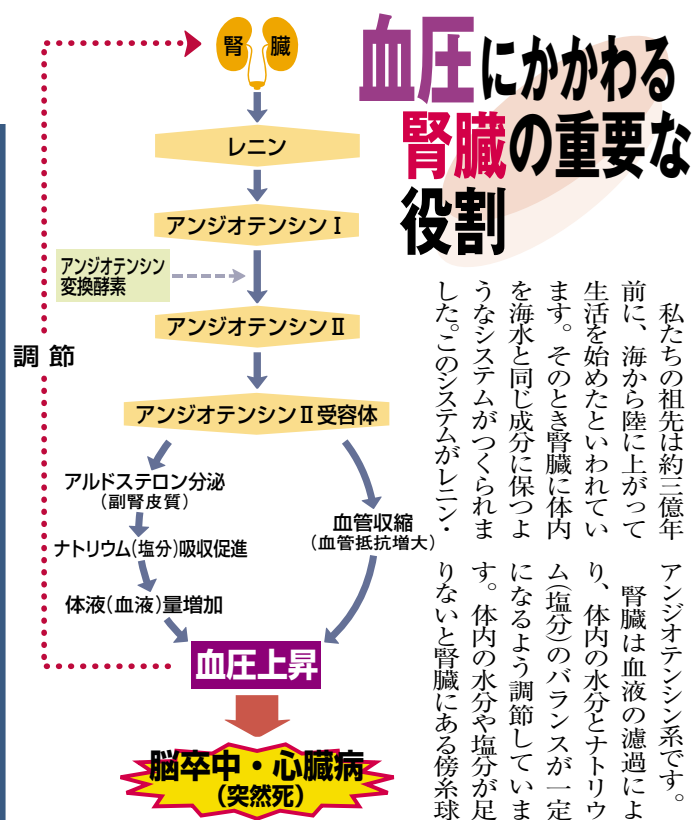 血圧にかかわる
腎臓の重要な
役割
腎 臓
レニン
アンジオテンシンⅠ
アンジオテンシン
変換酵素
アンジオテンシンⅡ
調 節
アンジオテンシンⅡ受容体
アルドステロン分泌
(副腎皮質)
ナトリウム(塩分)吸収促進
体液(血液)量増加
血管収縮
(血管抵抗増大)
血圧上昇
脳卒中・心臓病
(突然死)
私たちの祖先は約三億年
前に、海から陸に上がって
生活を始めたといわれてい
ます。そのとき腎臓に体内
を海水と同じ成分に保つよ
うなシステムがつくられま
した。このシステムがレニン・
アンジオテンシン系です。
腎臓は血液の濾過によ
り、体内の水分とナトリウ
ム(塩分)のバランスが一定
になるよう調節していま
す。体内の水分や塩分が足
りないと腎臓にある傍糸球